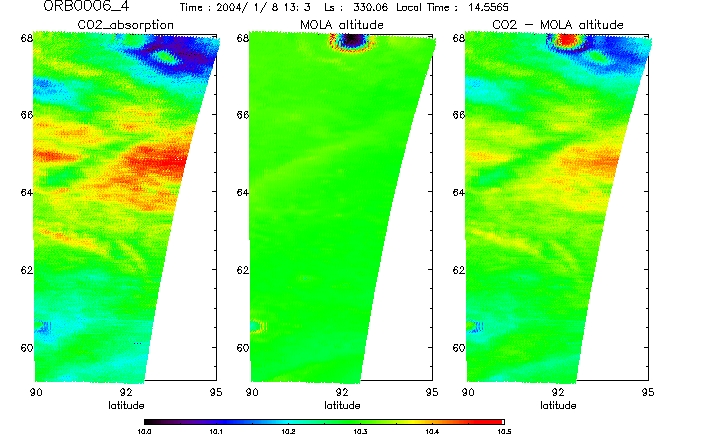 ORB0006_4 Time : 2004/ 1/ 8 13: 3 Ls : 330.06 Local Time : 14.5565
CO2_absorption MOLA altitude CO2 - MOLA altitude
68 68 68
66 66 66
64 64 64
62 62 62
60 60 60
90 92 95 90 92 95 90 92 95
latitude latitude latitude
10.0 10.1 10.2 10.3 10.4 10.5